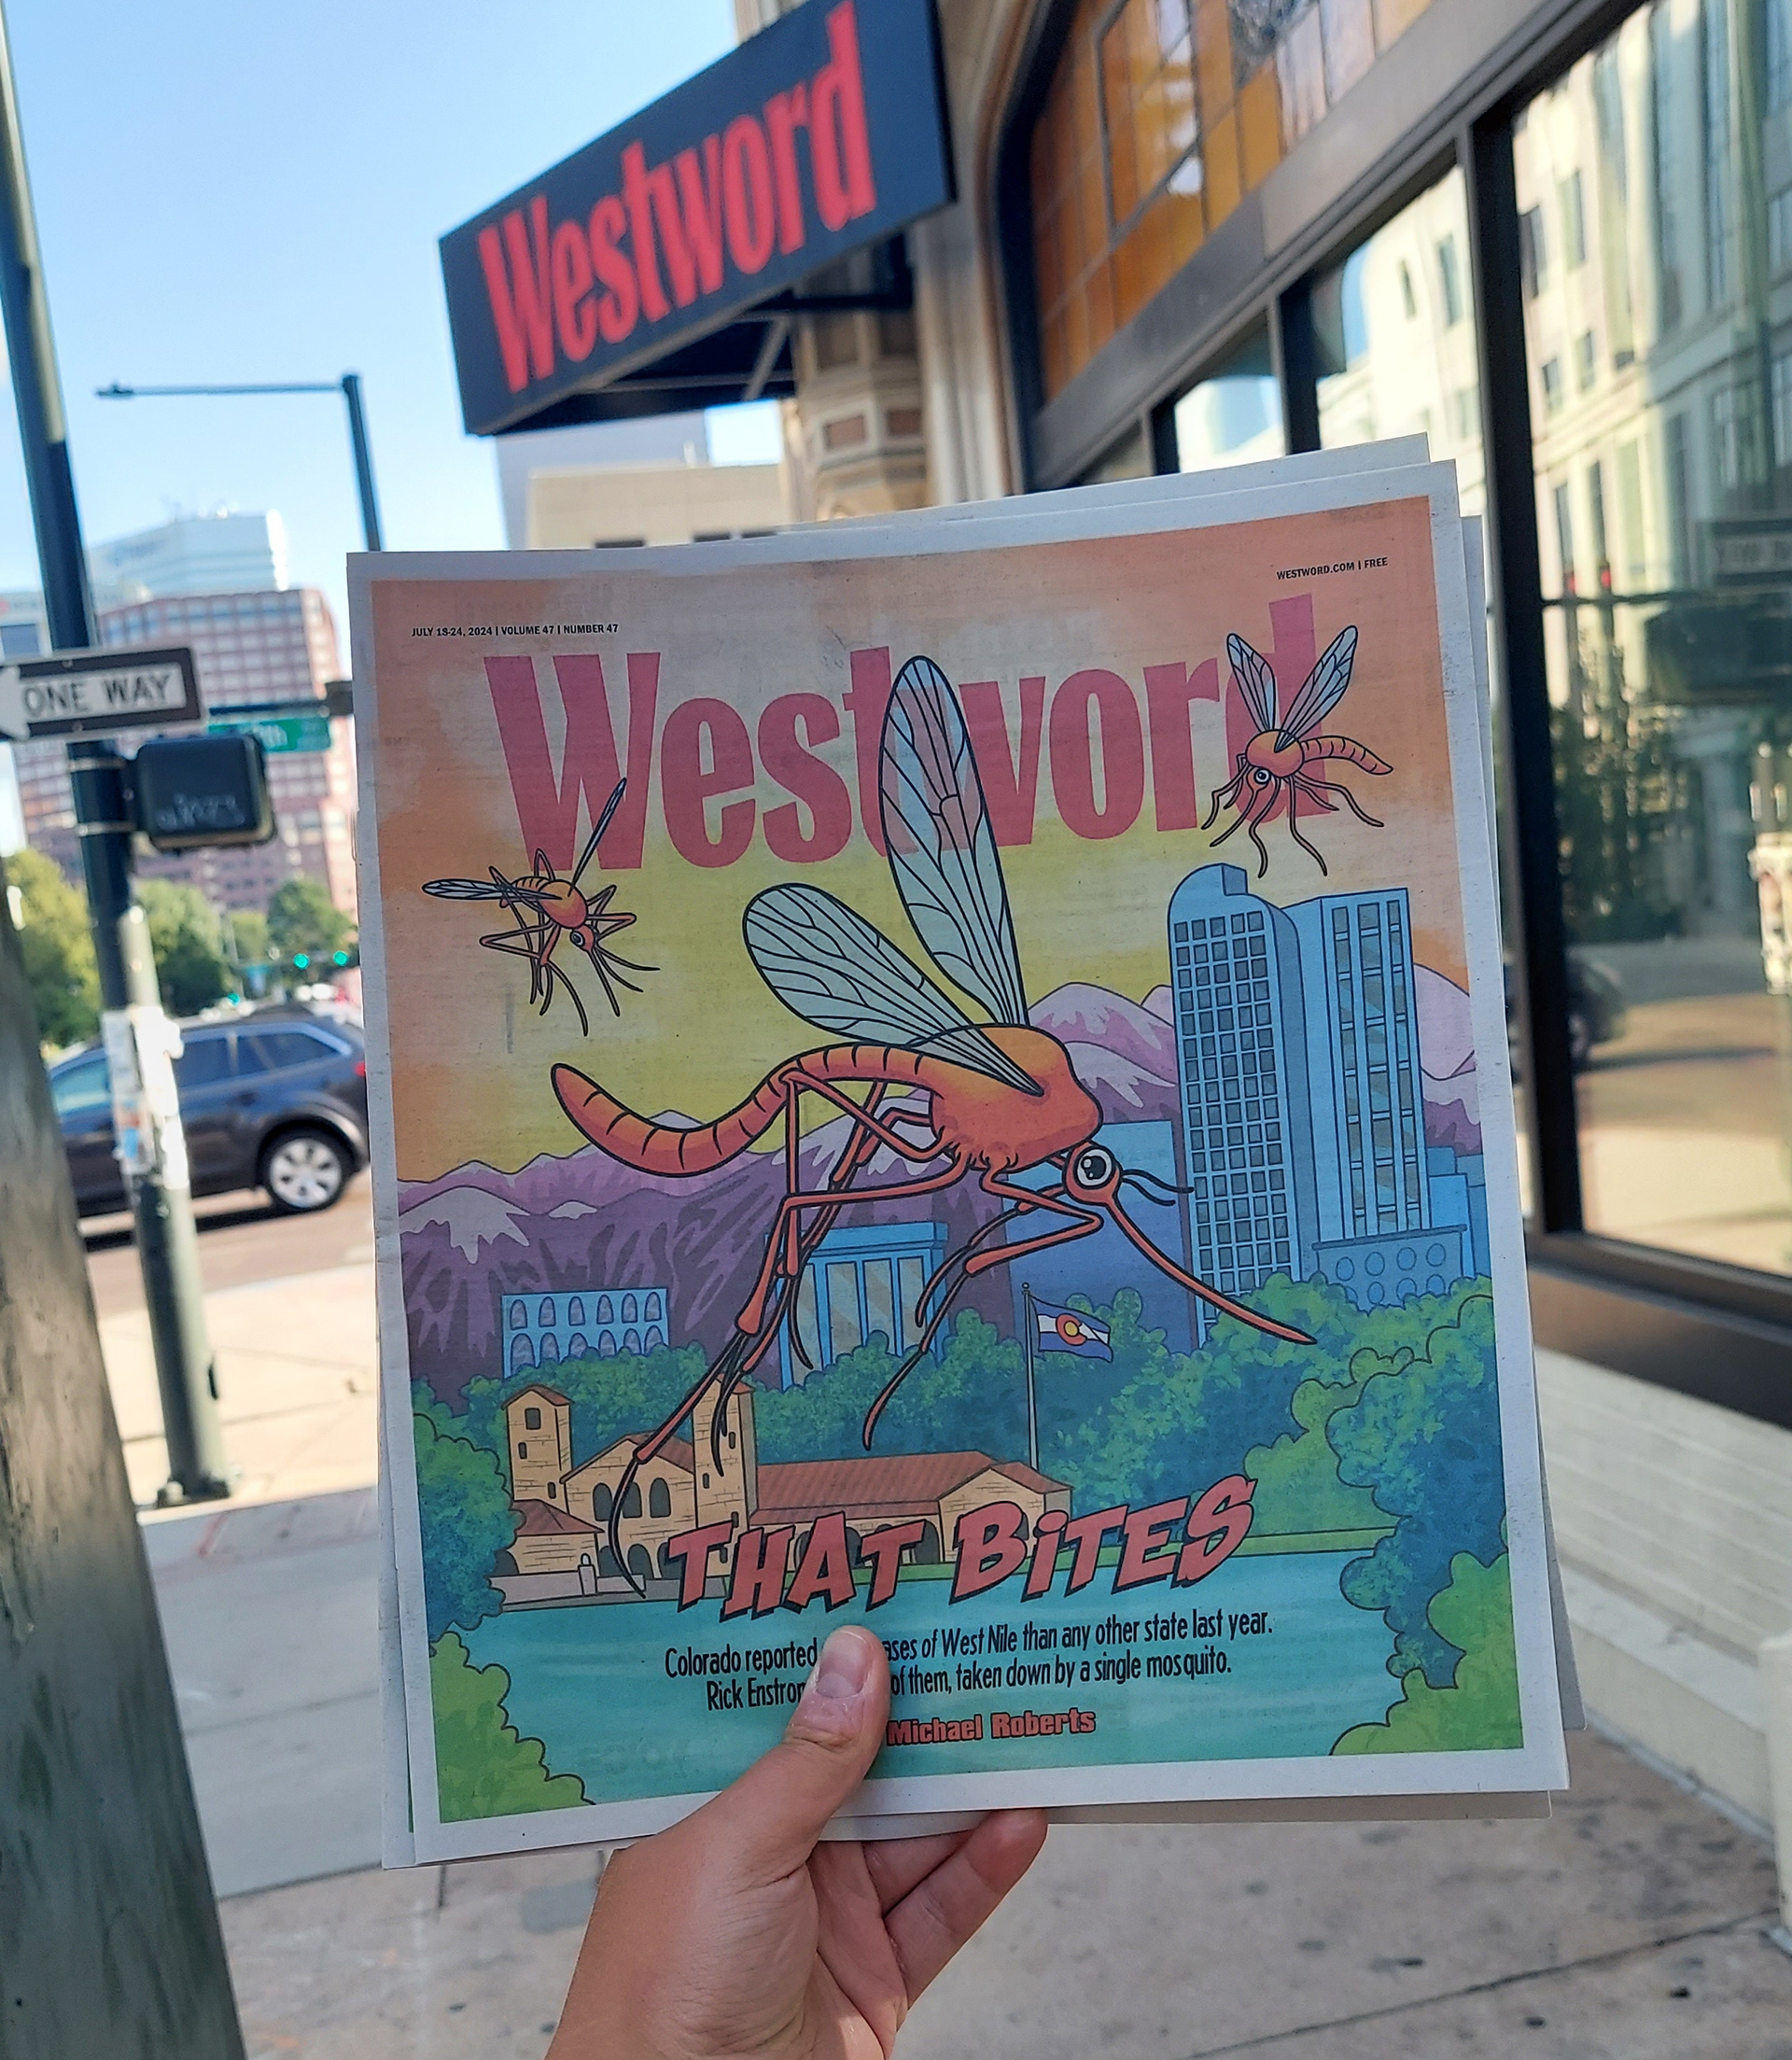 Westword
ONE WAY
WESTWORD.COM | FREE
JULY 18-24, 2024 | VOLUME 47 | NUMBER 47
Westword
THAT BiTES
Colorado reported ases of West Nile than any other state last year.
Rick Enstro of them, taken down by a single mosquito.
Michael Roberts